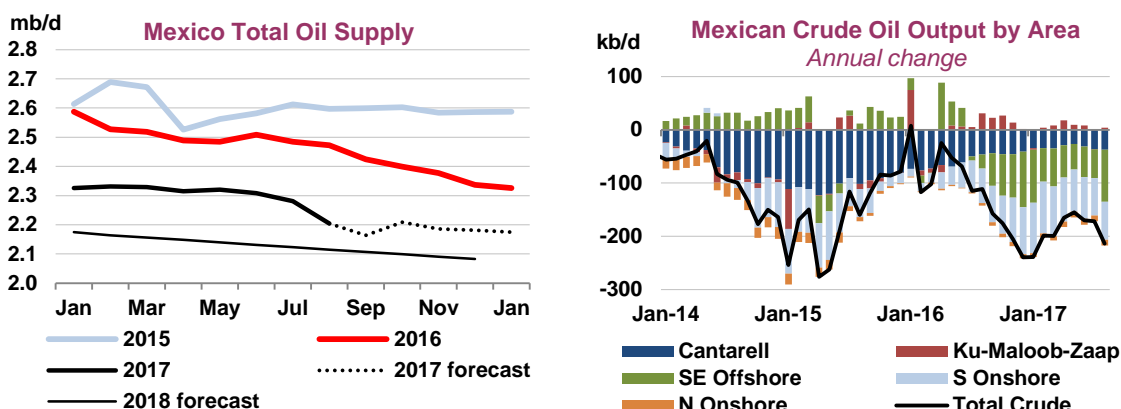 mb/d
Mexico Total Oil Supply
2.8
2.7
2.6
2.5
2.4
2.3
2.2
2.1
2.0
Jan Mar May Jul Sep Nov Jan
2015 2016
2017 2017 forecast
2018 forecast
Mexican Crude Oil Output by Area
kb/d
Annual change
100
0
-100
-200
-300
Jan-14 Jan-15 Jan-16 Jan-17
Cantarell Ku-Maloob-Zaap
SE Offshore S Onshore
N Onshore Total Crude